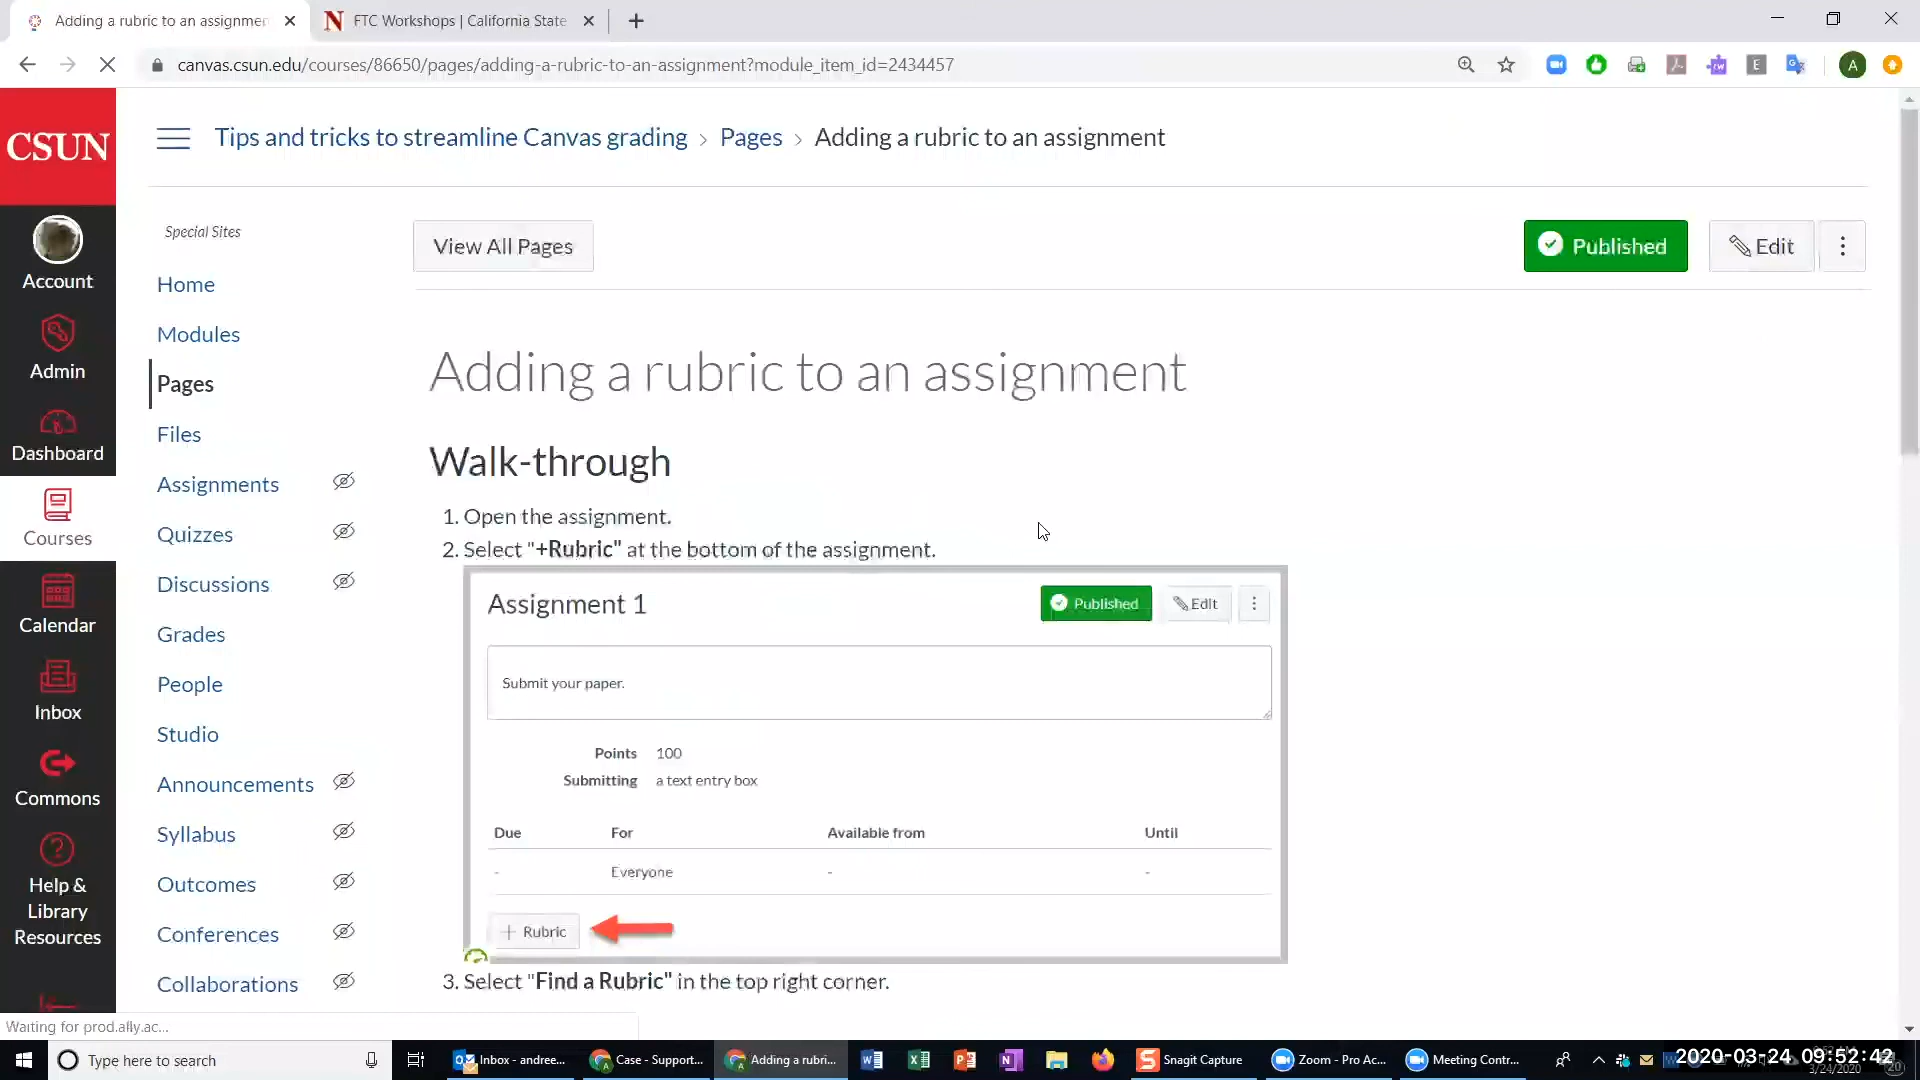 Adding a rubric to an assignmen
FTC Workshops | California State
canvas.csun.edu/courses/86650/pages/adding-a-rubric-to-an-assignment?module_item_id=2434457
E
A
CSUN
Tips and tricks to streamline Canvas grading > Pages > Adding a rubric to an assignment
Account
Admin
Dashboard
Courses
Calendar
Inbox
Commons
Help &
Library
Resources
Special Sites
Home
Modules
Pages
Files
Assignments
Quizzes
Discussions
Grades
People
Studio
Announcements
Syllabus
Outcomes
Conferences
Collaborations
View All Pages
Published
Edit
Adding a rubric to an assignment
Walk-through
1. Open the assignment.
2. Select "+Rubric" at the bottom of the assignment.
Assignment 1
Published
Edit
Submit your paper.
Points 100
Submitting a text entry box
Due For Available from Until
- Everyone - -
+ Rubric
3. Select "Find a Rubric" in the top right corner.
Waiting for prod.ally.ac...
Type here to search
Inbox - andree...
Case - Support...
Adding a rubri...
Snagit Capture
Zoom - Pro Ac...
Meeting Contr...
2020-03-24 09:52:42
3/24/2020
20